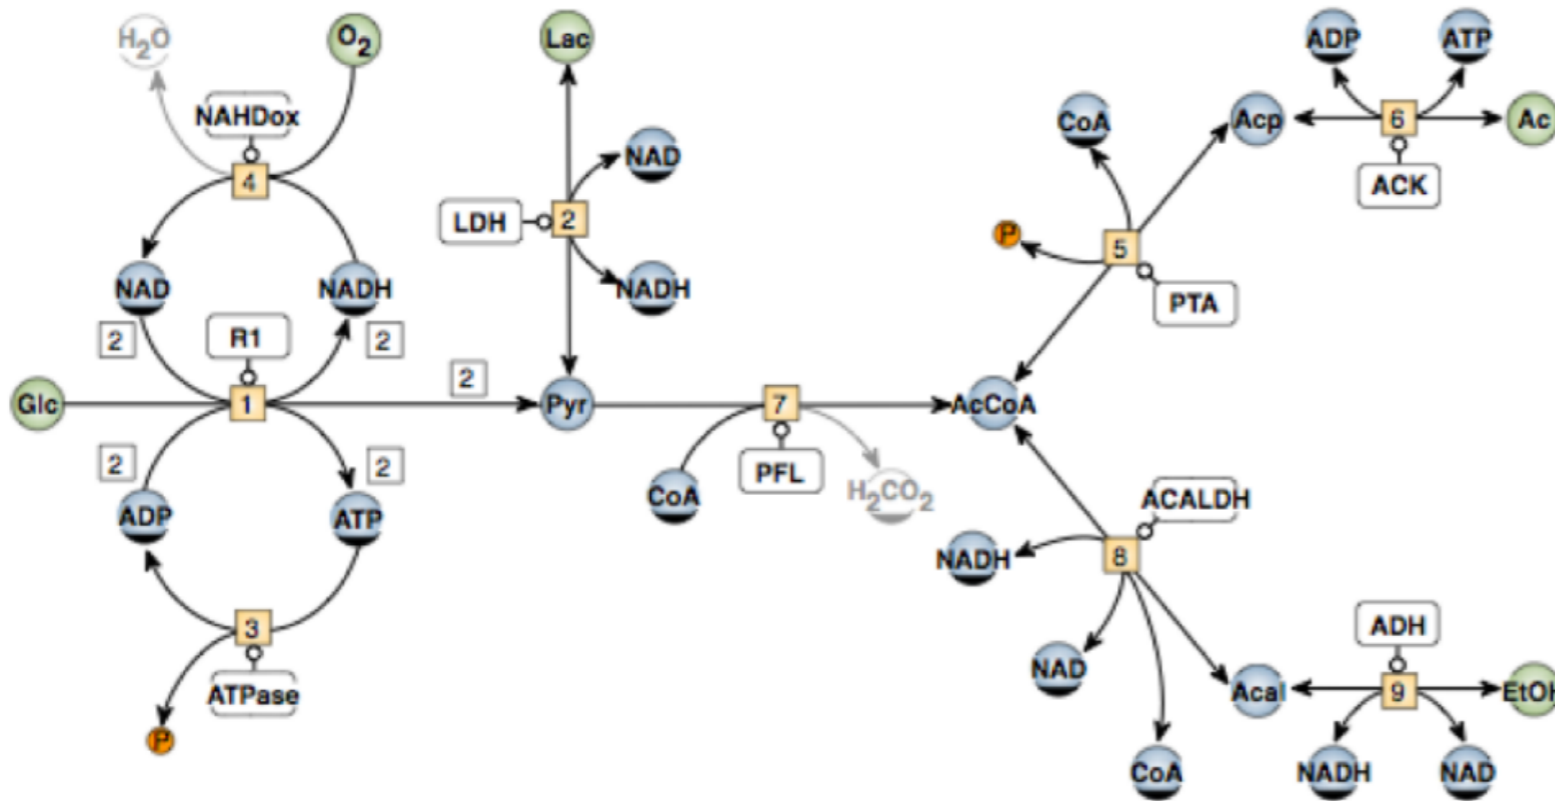 H2O
O2
Lac
ADP
ATP
NAHDox
CoA
Acp
6
Ac
4
NAD
ACK
LDH
2
P
5
NAD
NADH
NADH
PTA
2
R1
2
2
Glc
1
Pyr
7
AcCoA
2
2
PFL
CoA
H2CO2
ACALDH
ADP
ATP
NADH
8
3
ADH
NAD
Acal
9
EtOH
ATPase
P
CoA
NADH
NAD